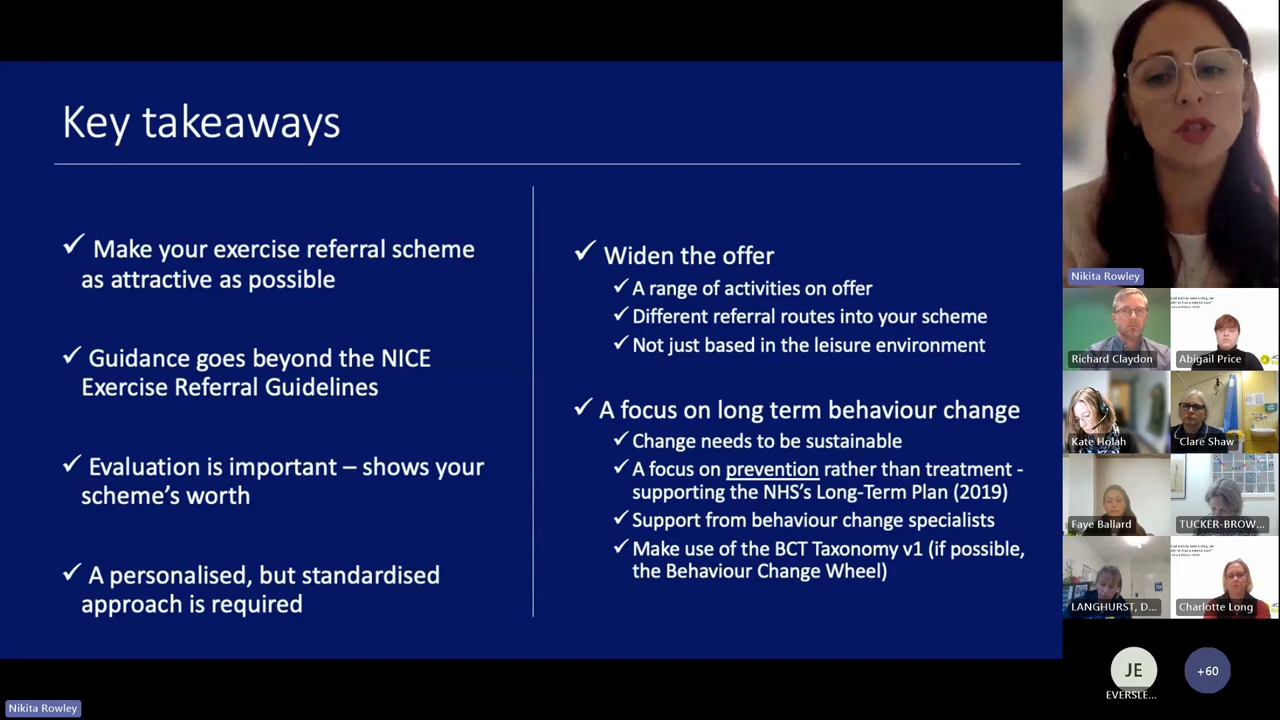 Key takeaways
✓ Make your exercise referral scheme
as attractive as possible
✓ Guidance goes beyond the NICE
Exercise Referral Guidelines
✓ Evaluation is important – shows your
scheme's worth
✓ A personalised, but standardised
approach is required
✓ Widen the offer
✓ A range of activities on offer
✓ Different referral routes into your scheme
✓ Not just based in the leisure environment
✓ A focus on long term behaviour change
✓ Change needs to be sustainable
✓ A focus on prevention rather than treatment -
supporting the NHS's Long-Term Plan (2019)
✓ Support from behaviour change specialists
✓ Make use of the BCT Taxonomy v1 (if possible,
the Behaviour Change Wheel)
Nikita Rowley
Richard Claydon
Abigail Price
Kate Holah
Clare Shaw
Faye Ballard
TUCKER-BROW...
LANGHURST, D...
Charlotte Long
JE
+60
EVERSLE...
Nikita Rowley